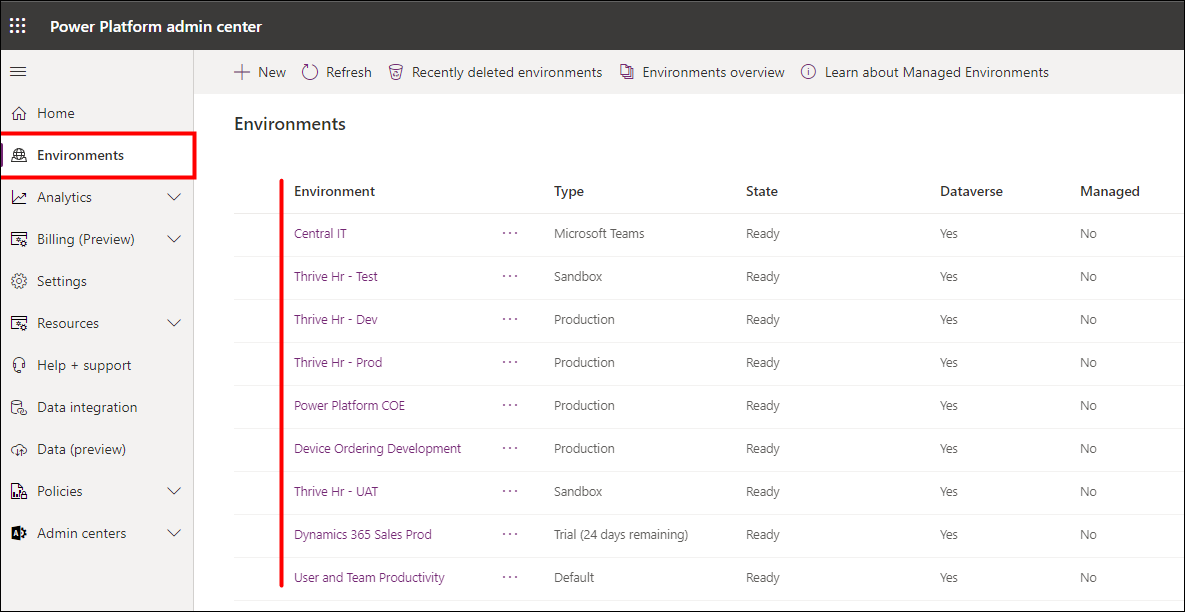 Power Platform admin center
New Refresh Recently deleted environments Environments overview Learn about Managed Environments
Home
Environments
Analytics
Billing (Preview)
Settings
Resources
Help + support
Data integration
Data (preview)
Policies
Admin centers
Environments
Environment Type State Dataverse Managed
Central IT ... Microsoft Teams Ready Yes No
Thrive Hr - Test ... Sandbox Ready Yes No
Thrive Hr - Dev ... Production Ready Yes No
Thrive Hr - Prod ... Production Ready Yes No
Power Platform COE ... Production Ready Yes No
Device Ordering Development ... Production Ready Yes No
Thrive Hr - UAT ... Sandbox Ready Yes No
Dynamics 365 Sales Prod ... Trial (24 days remaining) Ready Yes No
User and Team Productivity ... Default Ready Yes No